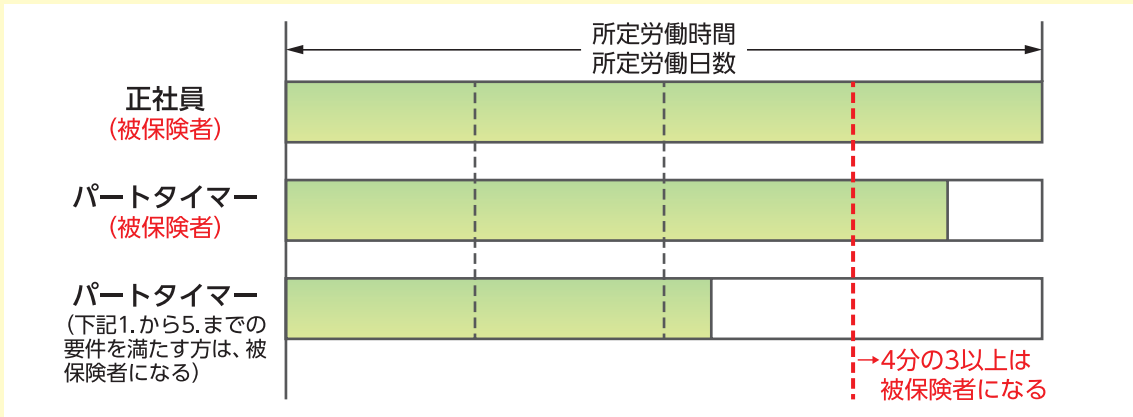 所定労働時間
所定労働日数
正社員
(被保険者)
パートタイマー
(被保険者)
パートタイマー
(下記1.から5.までの
要件を満たす方は、被
保険者になる)
→4分の3以上は
被保険者になる